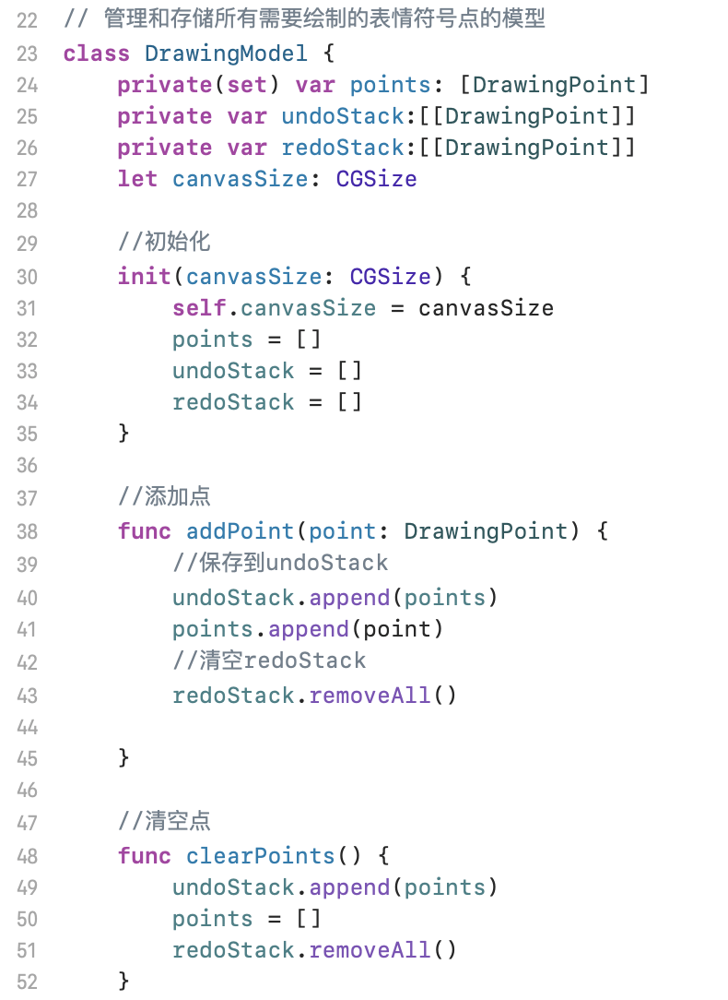 22 // 管理和存储所有需要绘制的表情符号点的模型
23 class DrawingModel {
24     private(set) var points: [DrawingPoint]
25     private var undoStack:[[DrawingPoint]]
26     private var redoStack:[[DrawingPoint]]
27     let canvasSize: CGSize
28
29     //初始化
30     init(canvasSize: CGSize) {
31         self.canvasSize = canvasSize
32         points = []
33         undoStack = []
34         redoStack = []
35     }
36
37     //添加点
38     func addPoint(point: DrawingPoint) {
39         //保存到undoStack
40         undoStack.append(points)
41         points.append(point)
42         //清空redoStack
43         redoStack.removeAll()
44
45     }
46
47     //清空点
48     func clearPoints() {
49         undoStack.append(points)
50         points = []
51         redoStack.removeAll()
52     }